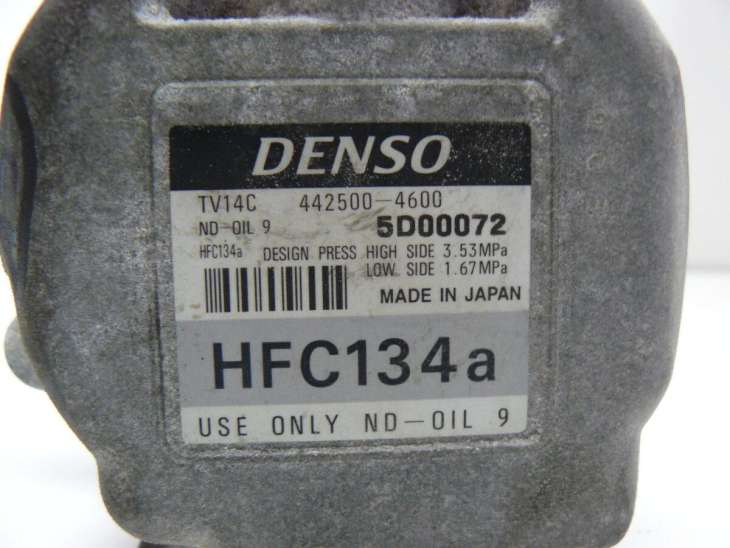 DENSO
TV14C 442500-4600
ND-OIL 9 5D00072
HFC134a DESIGN PRESS HIGH SIDE 3.53MPa
LOW SIDE 1.67MPa
MADE IN JAPAN
HFC134a
USE ONLY ND-OIL 9